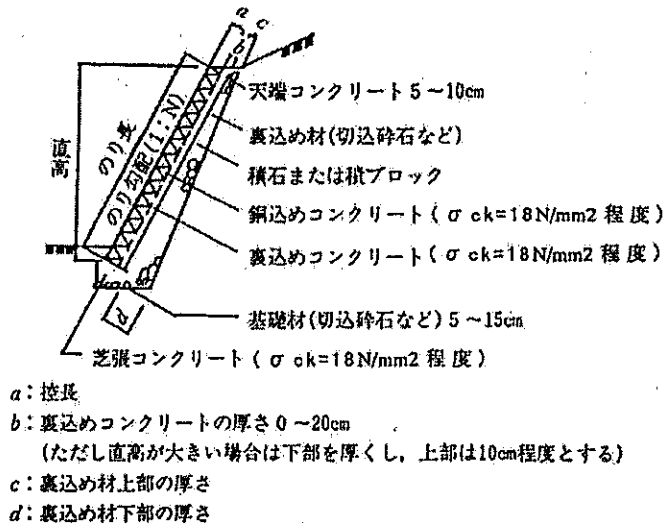 a
c
b
天端コンクリート 5～10cm
裏込め材(切込砕石など)
のり長
のり勾配(1:N)
直高
積石または積ブロック
銅込めコンクリート(σck=18N/mm2 程度)
裏込めコンクリート(σck=18N/mm2 程度)
d
基礎材(切込砕石など) 5～15cm
芝張コンクリート(σck=18N/mm2 程度)
a:控長
b:裏込めコンクリートの厚さ 0～20cm
(ただし直高が大きい場合は下部を厚くし，上部は10cm程度とする)
c:裏込め材上部の厚さ
d:裏込め材下部の厚さ